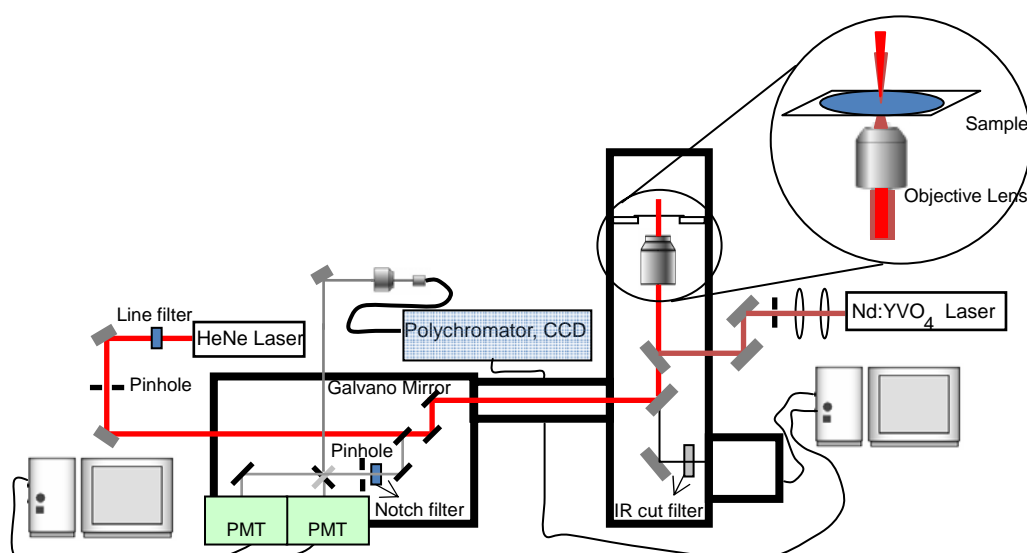 Sample
Objective Lens
Line filter
HeNe Laser
Nd:YVO4 Laser
Polychromator, CCD
Pinhole
Galvano Mirror
Pinhole
Notch filter
IR cut filter
PMT
PMT